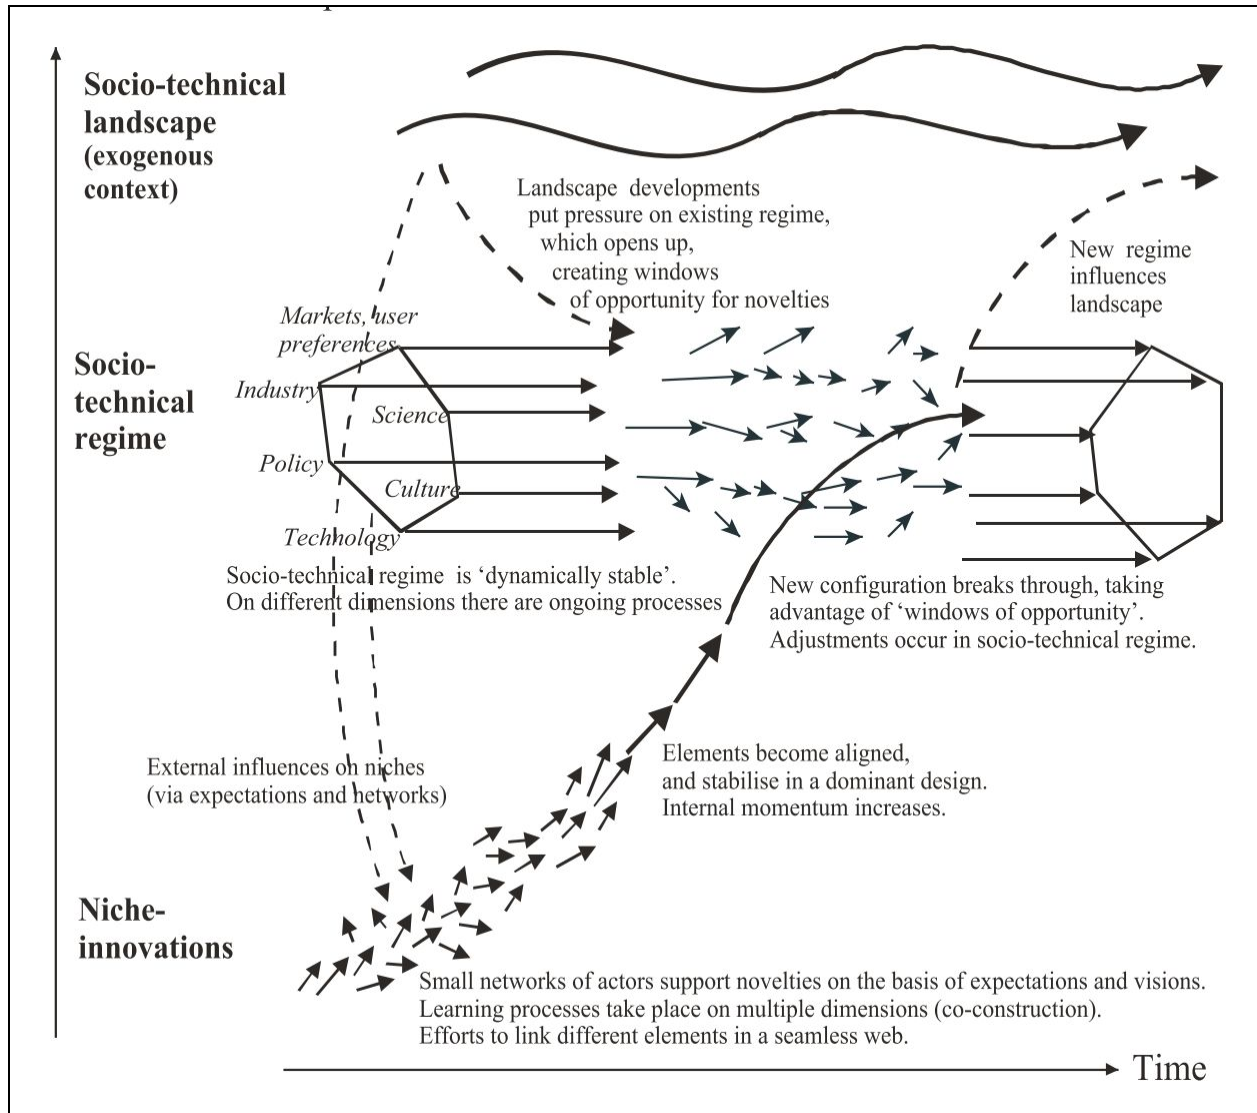 Socio-technical
landscape
(exogenous
context)
Landscape developments
put pressure on existing regime,
which opens up,
creating windows
of opportunity for novelties
New regime
influences
landscape
Socio-
technical
regime
Markets, user
preferences
Industry
Science
Policy
Culture
Technology
Socio-technical regime is ‘dynamically stable’.
On different dimensions there are ongoing processes
New configuration breaks through, taking
advantage of ‘windows of opportunity’.
Adjustments occur in socio-technical regime.
External influences on niches
(via expectations and networks)
Elements become aligned,
and stabilise in a dominant design.
Internal momentum increases.
Niche-
innovations
Small networks of actors support novelties on the basis of expectations and visions.
Learning processes take place on multiple dimensions (co-construction).
Efforts to link different elements in a seamless web.
Time